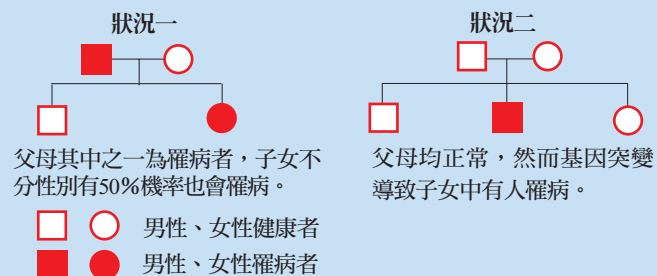 狀況一
父母其中之一為罹病者，子女不
分性別有50%機率也會罹病。
男性、女性健康者
男性、女性罹病者
狀況二
父母均正常，然而基因突變
導致子女中有人罹病。